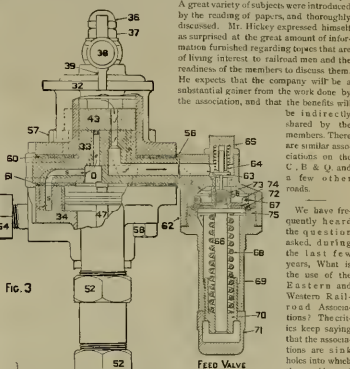 A great variety of subjects were introduced
by the reading of papers, and thoroughly
discussed. Mr. Hickey expressed himself
as surprised at the great amount of infor-
mation furnished regarding topes that are
of living interest to railroad men and the
readiness of the members to discuss them.
He expects that the company will be a
substantial gainer from the work done by
the association, and that the benefits will
be indirectly
shared by the
members. There
are similar asso-
ciations on the
C., B & Q. and
a few other
roads.
We have fre-
quently heard
the question
asked, during
the last few
years, What is
the use of the
Eastern and
Western Rail-
road Associa-
tions? The crit-
ics keep saying
that the associa-
tions are sink
holes into which
36
37
38
39
32
43
57
33
56
60
61
0
34
47
54
58
62
52
52
65
64
63
73
74
72
67
75
66
68
69
70
71
FIG. 3
FEED VALVE